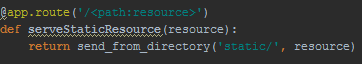 @app.route('/<path:resource>')
def serveStaticResource(resource):
    return send_from_directory('static/', resource)